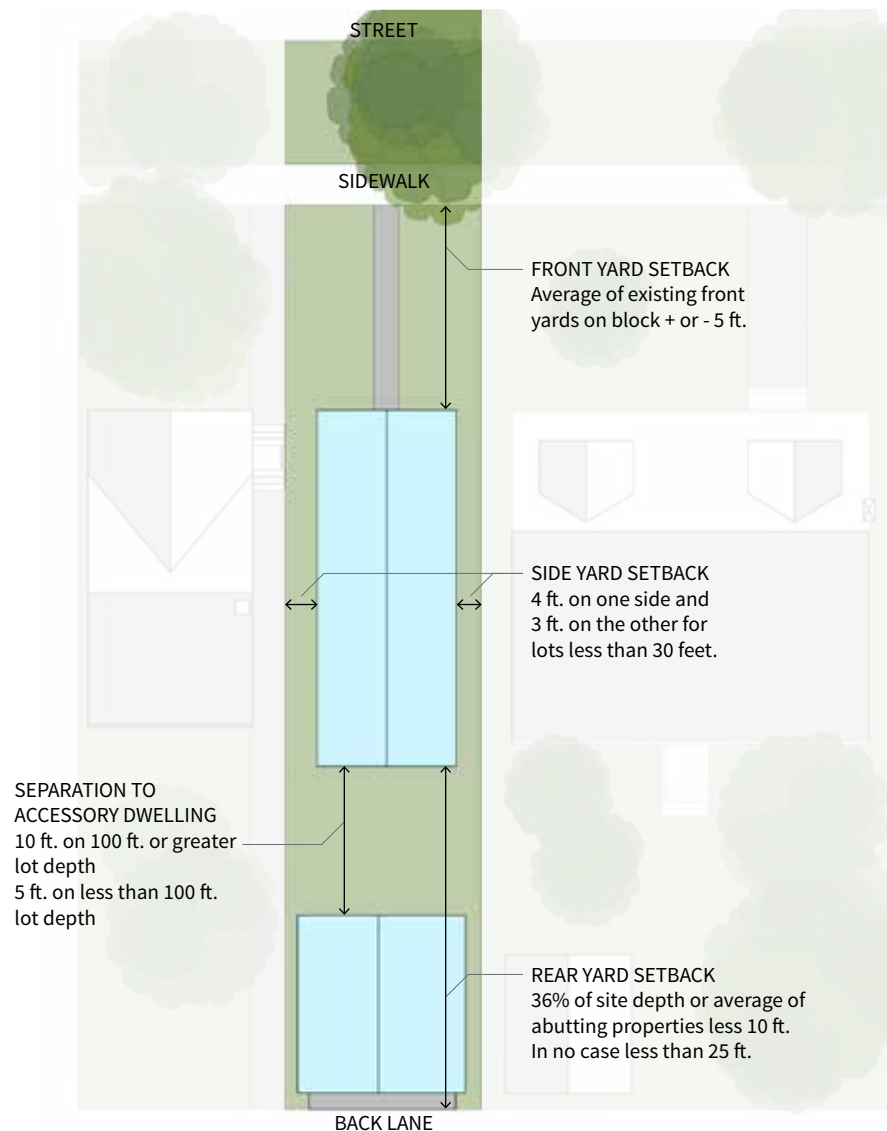 STREET
SIDEWALK
FRONT YARD SETBACK
Average of existing front
yards on block + or - 5 ft.
SIDE YARD SETBACK
4 ft. on one side and
3 ft. on the other for
lots less than 30 feet.
SEPARATION TO
ACCESSORY DWELLING
10 ft. on 100 ft. or greater
lot depth
5 ft. on less than 100 ft.
lot depth
REAR YARD SETBACK
36% of site depth or average of
abutting properties less 10 ft.
In no case less than 25 ft.
BACK LANE